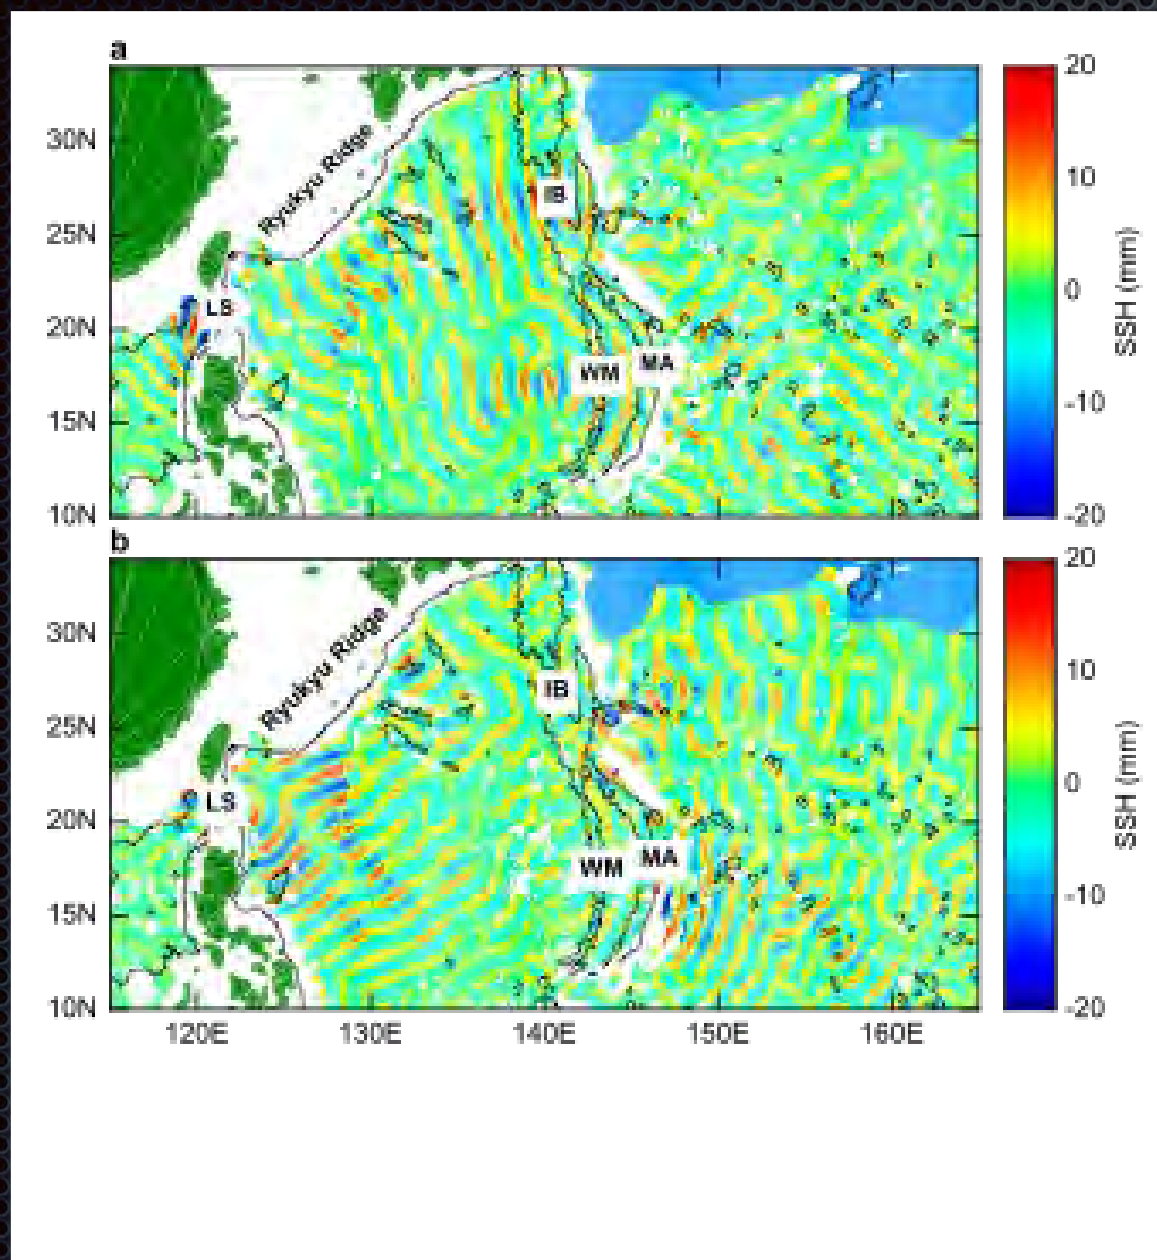 a
20
30N
Ryukyu Ridge
10
IB
25N
0
SSH (mm)
LS
20N
WM
MA
-10
15N
10N
-20
b
20
30N
Ryukyu Ridge
10
IB
25N
0
SSH (mm)
LS
20N
WM
MA
-10
15N
10N
-20
120E 130E 140E 150E 160E